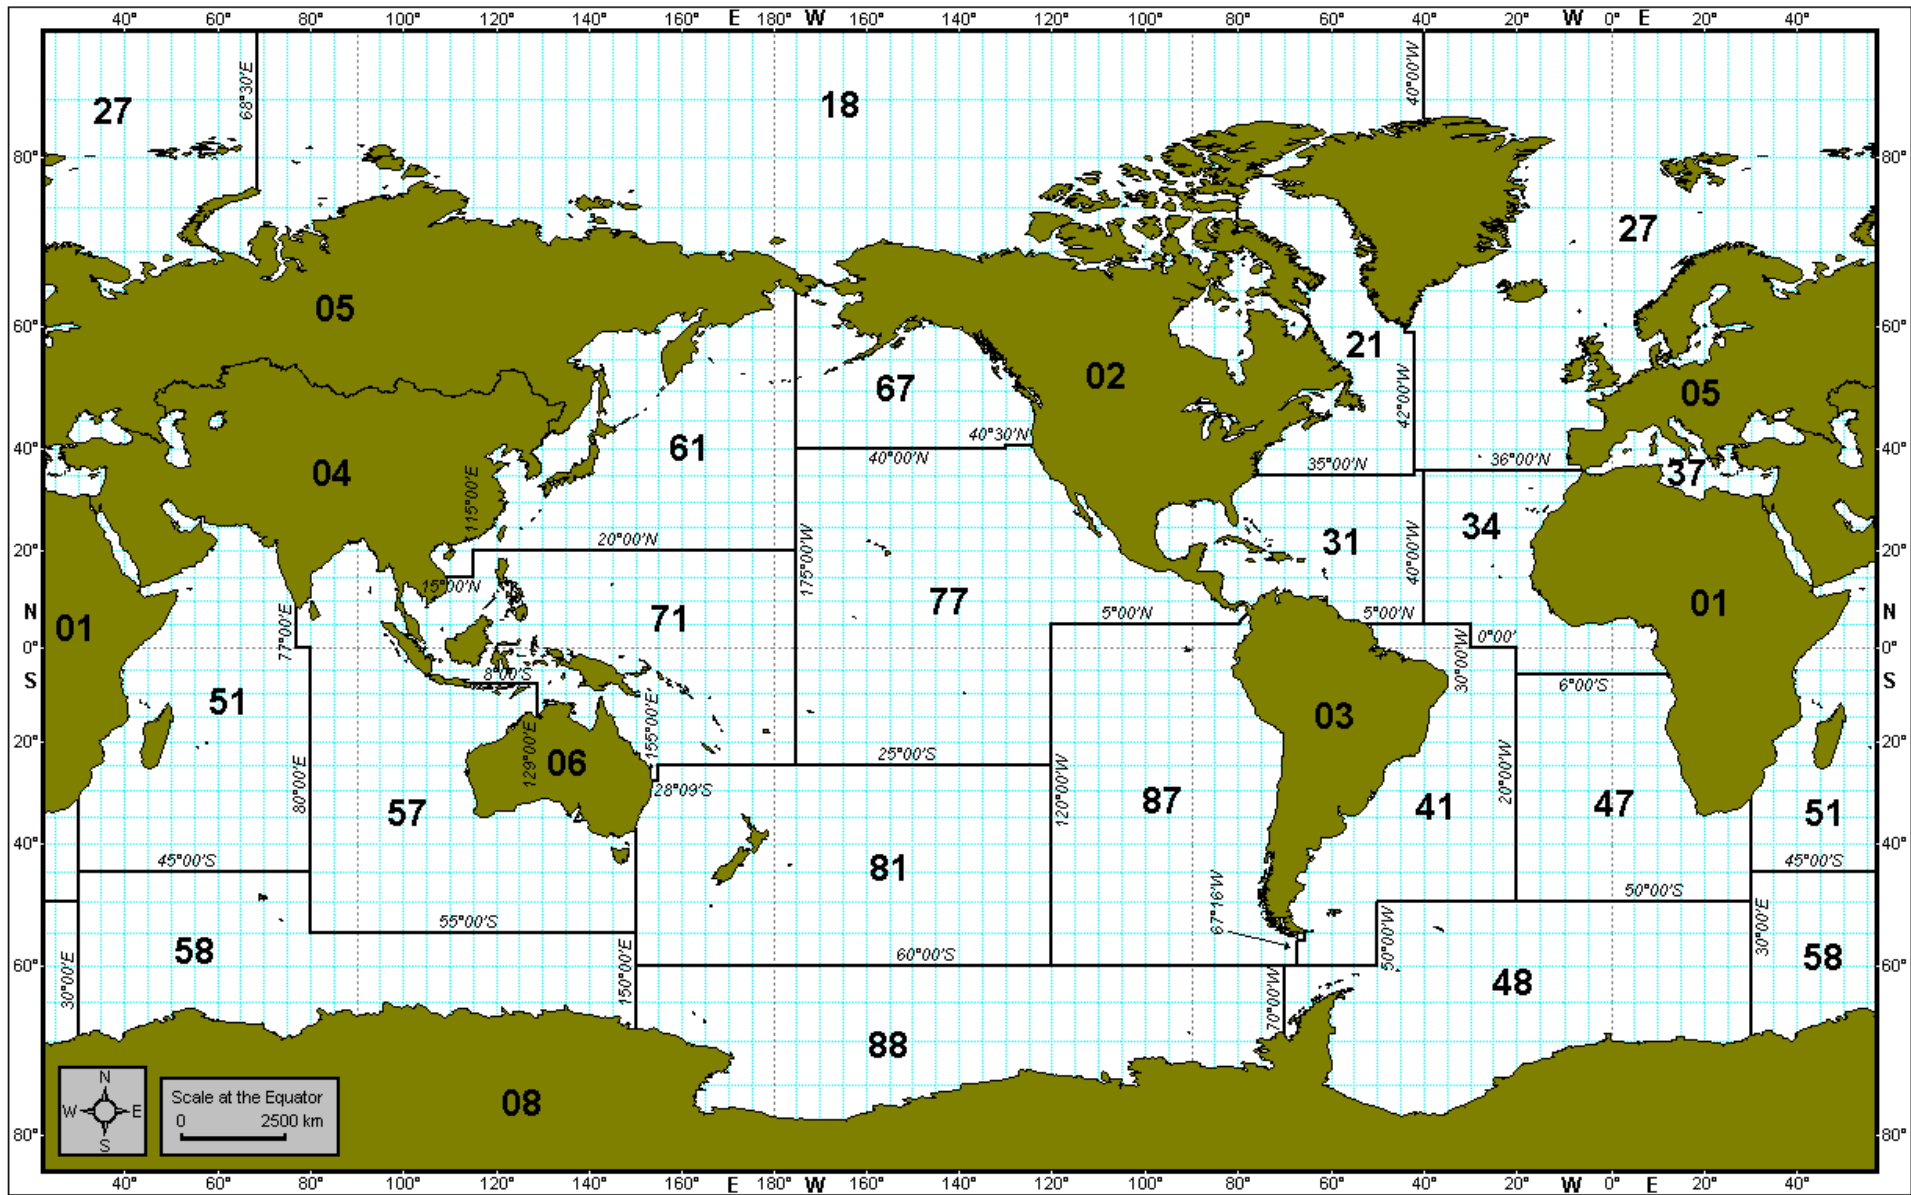 40° 60° 80° 100° 120° 140° 160° E 180° W 160° 140° 120° 100° 80° 60° 40° 20° W 0° E 20° 40°
68°30'E
40°00'W
27
18
80° 80°
27
05
60° 60°
21
02
67
42°00'W
05
40°30'N
61
40° 40°
40°00'N
35°00'N
36°00'N
37
04
115°00'E
31
34
20°00'N
20° 20°
175°00'W
40°00'W
15°00'N
77
01
N N
71
5°00'N
5°00'N
01
77°00'E
0°00'
0° 0°
30°00'W
8°00'S
S S
6°00'S
51
03
155°00'E
129°00'E
06
20° 20°
25°00'S
80°00'E
28°09'S
120°00'W
20°00'W
57
87
41
47
51
40° 40°
45°00'S
81
45°00'S
67°16'W
50°00'S
55°00'S
58
60°00'S
50°00'W
30°00'E
58
60° 60°
30°00'E
150°00'E
70°00'W
48
88
N
W E
S
Scale at the Equator
0 2500 km
08
80° 80°
40° 60° 80° 100° 120° 140° 160° E 180° W 160° 140° 120° 100° 80° 60° 40° 20° W 0° E 20° 40°